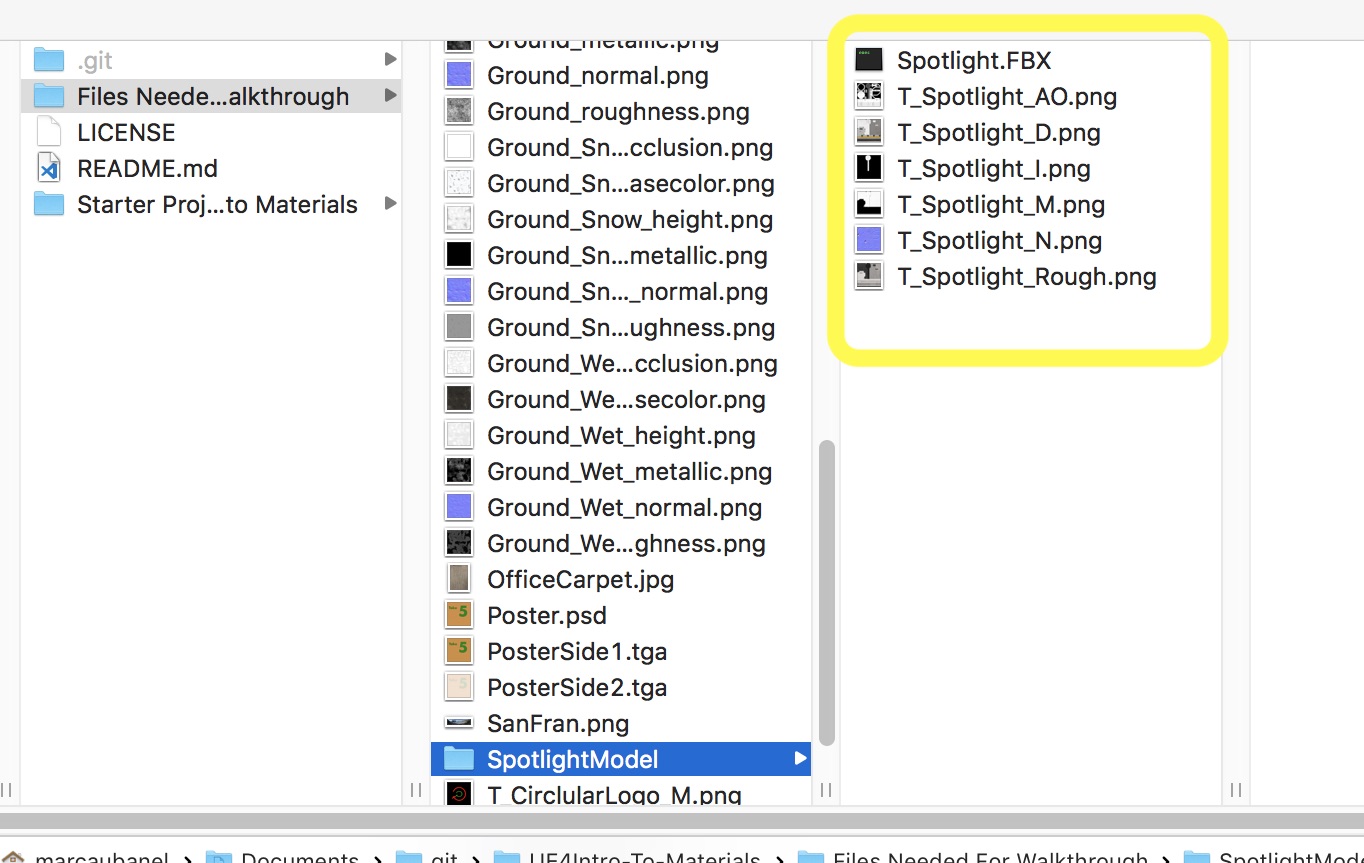 .git
Files Neede...alkthrough
LICENSE
README.md
Starter Proj...to Materials
Ground_metallic.png
Ground_normal.png
Ground_roughness.png
Ground_Sn...cclusion.png
Ground_Sn...asecolor.png
Ground_Snow_height.png
Ground_Sn...metallic.png
Ground_Sn..._normal.png
Ground_Sn...ughness.png
Ground_We...cclusion.png
Ground_We...secolor.png
Ground_Wet_height.png
Ground_Wet_metallic.png
Ground_Wet_normal.png
Ground_We...ghness.png
OfficeCarpet.jpg
Poster.psd
PosterSide1.tga
PosterSide2.tga
SanFran.png
SpotlightModel
T_CirclularLogo_M.png
Spotlight.FBX
T_Spotlight_AO.png
T_Spotlight_D.png
T_Spotlight_I.png
T_Spotlight_M.png
T_Spotlight_N.png
T_Spotlight_Rough.png
marcaubanel › Documents › git › UE4Intro-To-Materials › Files Needed For Walkthrough › SpotlightMode